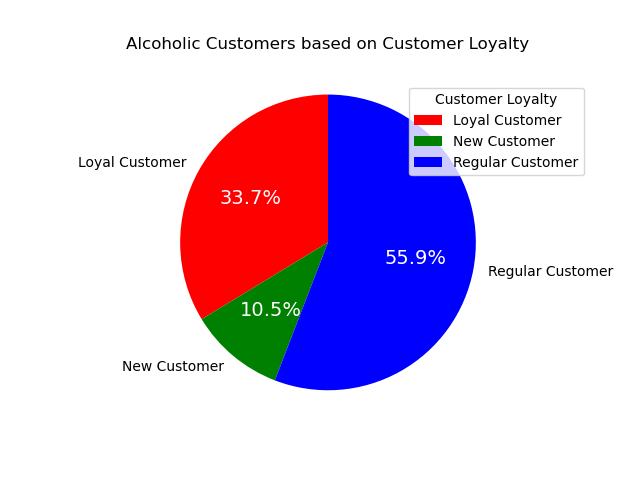 Alcoholic Customers based on Customer Loyalty
Customer Loyalty
Loyal Customer
New Customer
Regular Customer
Loyal Customer
33.7%
55.9%
Regular Customer
10.5%
New Customer